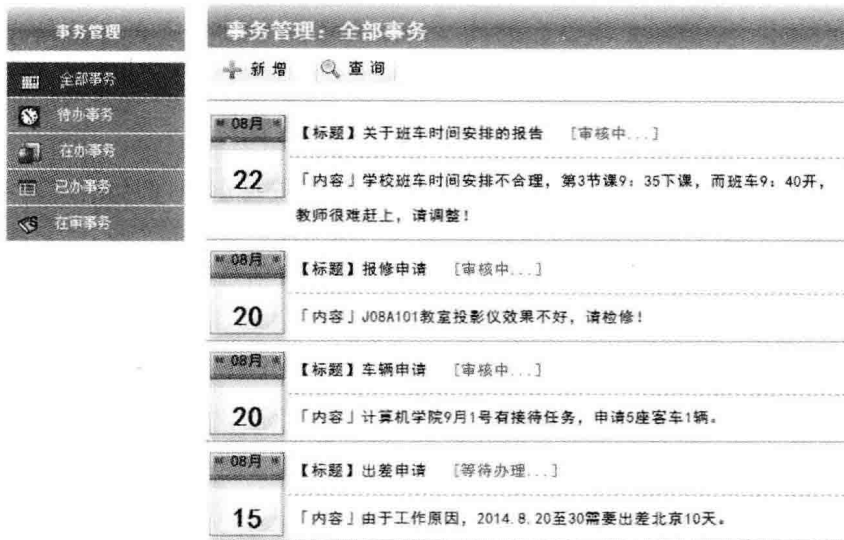 事务管理
全部事务
待办事务
在办事务
已办事务
在审事务
事务管理：全部事务
新增 查询
08月
22
【标题】关于班车时间安排的报告 [审核中...]
「内容」学校班车时间安排不合理，第3节课9：35下课，而班车9：40开，
教师很难赶上，请调整！
08月
20
【标题】报修申请 [审核中...]
「内容」J08A101教室投影仪效果不好，请检修！
08月
20
【标题】车辆申请 [审核中...]
「内容」计算机学院9月1号有接待任务，申请5座客车1辆。
08月
15
【标题】出差申请 [等待办理...]
「内容」由于工作原因，2014.8.20至30需要出差北京10天。